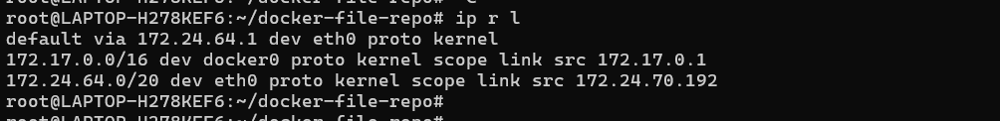 root@LAPTOP-H278KEF6:~/docker-file-repo# ip r l
default via 172.24.64.1 dev eth0 proto kernel
172.17.0.0/16 dev docker0 proto kernel scope link src 172.17.0.1
172.24.64.0/20 dev eth0 proto kernel scope link src 172.24.70.192
root@LAPTOP-H278KEF6:~/docker-file-repo#